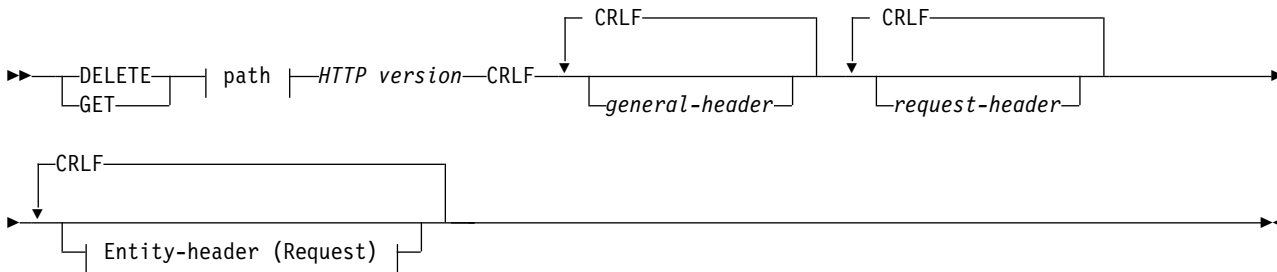 CRLF CRLF
DELETE path HTTP version CRLF
GET general-header request-header
CRLF
Entity-header (Request)